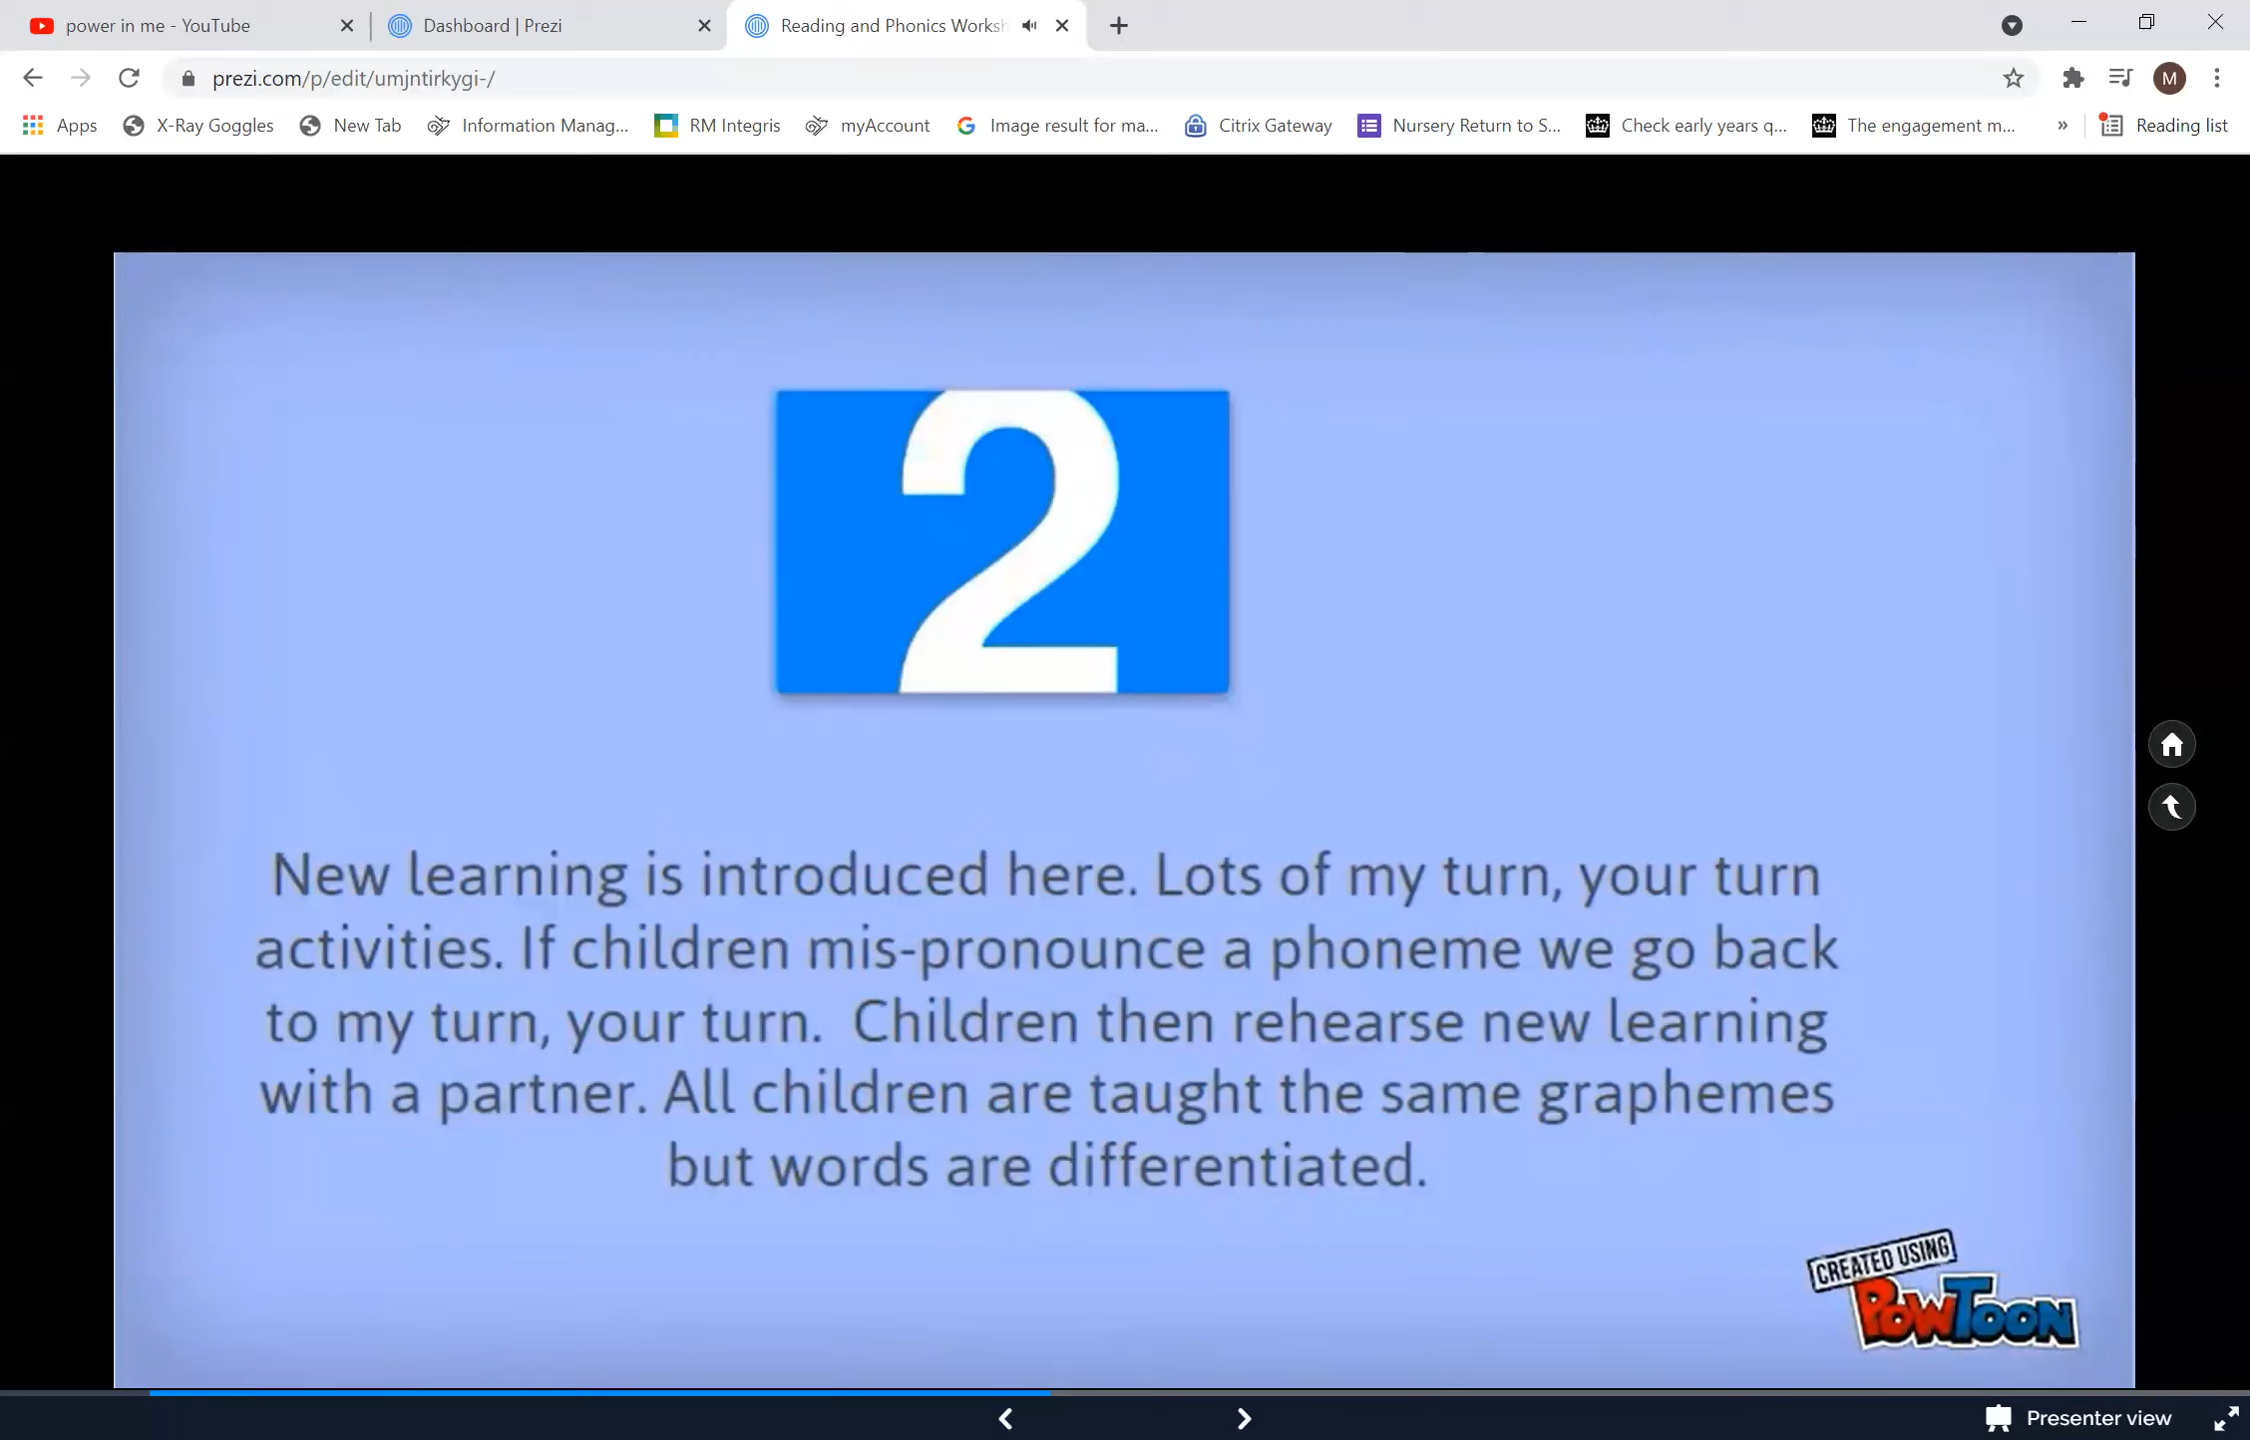 power in me - YouTube
Dashboard | Prezi
Reading and Phonics Worksh
prezi.com/p/edit/umjntirkygi-/
M
Apps
X-Ray Goggles
New Tab
Information Manag...
RM Integris
myAccount
Image result for ma...
Citrix Gateway
Nursery Return to S...
Check early years q...
The engagement m...
»
Reading list
2
New learning is introduced here. Lots of my turn, your turn
activities. If children mis-pronounce a phoneme we go back
to my turn, your turn.  Children then rehearse new learning
with a partner. All children are taught the same graphemes
but words are differentiated.
CREATED USING
POWTOON
Presenter view